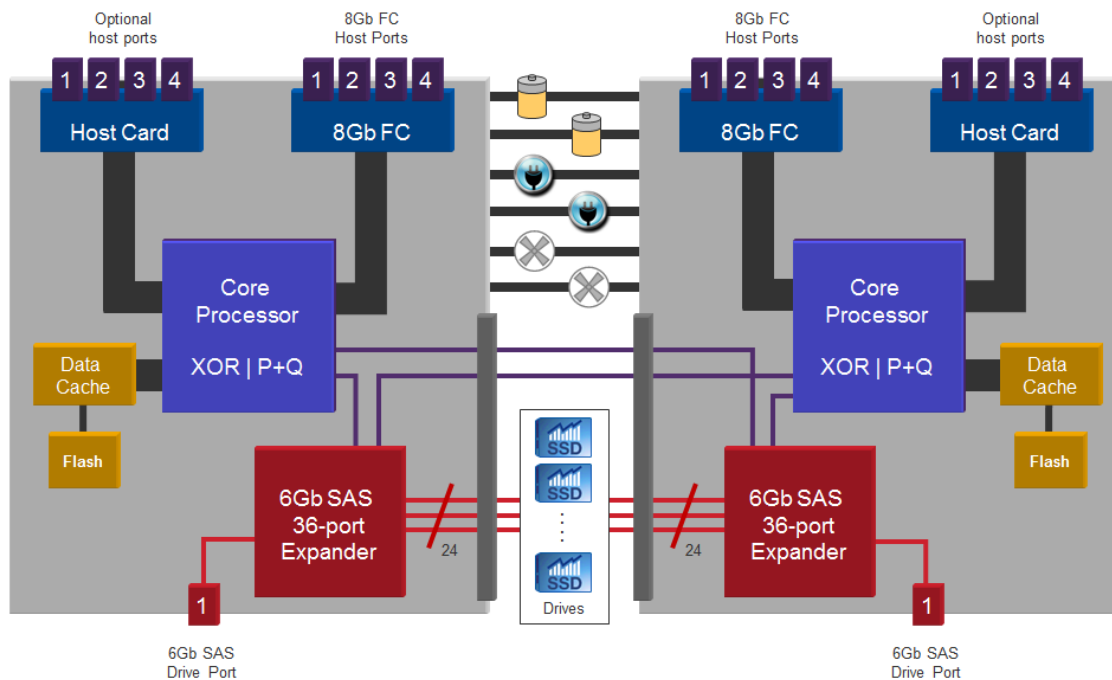 Optional
host ports
8Gb FC
Host Ports
8Gb FC
Host Ports
Optional
host ports
1 2 3 4
1 2 3 4
1 2 3 4
1 2 3 4
Host Card
8Gb FC
8Gb FC
Host Card
Core
Processor
XOR | P+Q
Core
Processor
XOR | P+Q
Data
Cache
Data
Cache
Flash
Flash
SSD
SSD
SSD
Drives
6Gb SAS
36-port
Expander
24
6Gb SAS
36-port
Expander
24
1
1
6Gb SAS
Drive Port
6Gb SAS
Drive Port